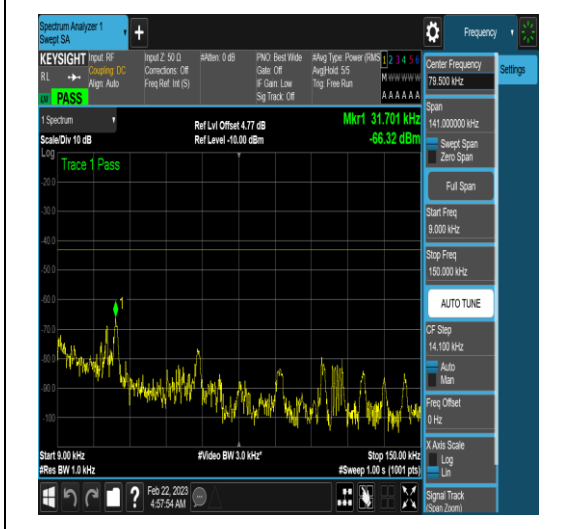 Spectrum Analyzer 1
Swept SA
+
Frequency
KEYSIGHT
RL
PASS
Input: RF
Coupling: DC
Align: Auto
Input Z: 50 Ω
Corrections: Off
Freq Ref: Int (S)
#Atten: 0 dB
PNO: Best Wide
Gate: Off
IF Gain: Low
Sig Track: Off
#Avg Type: Power (RMS)
Avg|Hold: 5/5
Trig: Free Run
1 2 3 4 5 6
M W W W W W
A A A A A A
1 Spectrum
Scale/Div 10 dB
Ref Lvl Offset 4.77 dB
Ref Level -10.00 dBm
Mkr1 31.701 kHz
-66.32 dBm
Log
Trace 1 Pass
-20.0
-30.0
-40.0
-50.0
-60.0
-70.0
-80.0
-90.0
-100
1
Start 9.00 kHz
#Res BW 1.0 kHz
#Video BW 3.0 kHz*
Stop 150.00 kHz
#Sweep 1.00 s (1001 pts)
Feb 22, 2023
4:57:54 AM
?
Center Frequency
79.500 kHz
Span
141.000000 kHz
Swept Span
Zero Span
Full Span
Start Freq
9.000 kHz
Stop Freq
150.000 kHz
AUTO TUNE
CF Step
14.100 kHz
Auto
Man
Freq Offset
0 Hz
X Axis Scale
Log
Lin
Signal Track
(Span Zoom)
Settings